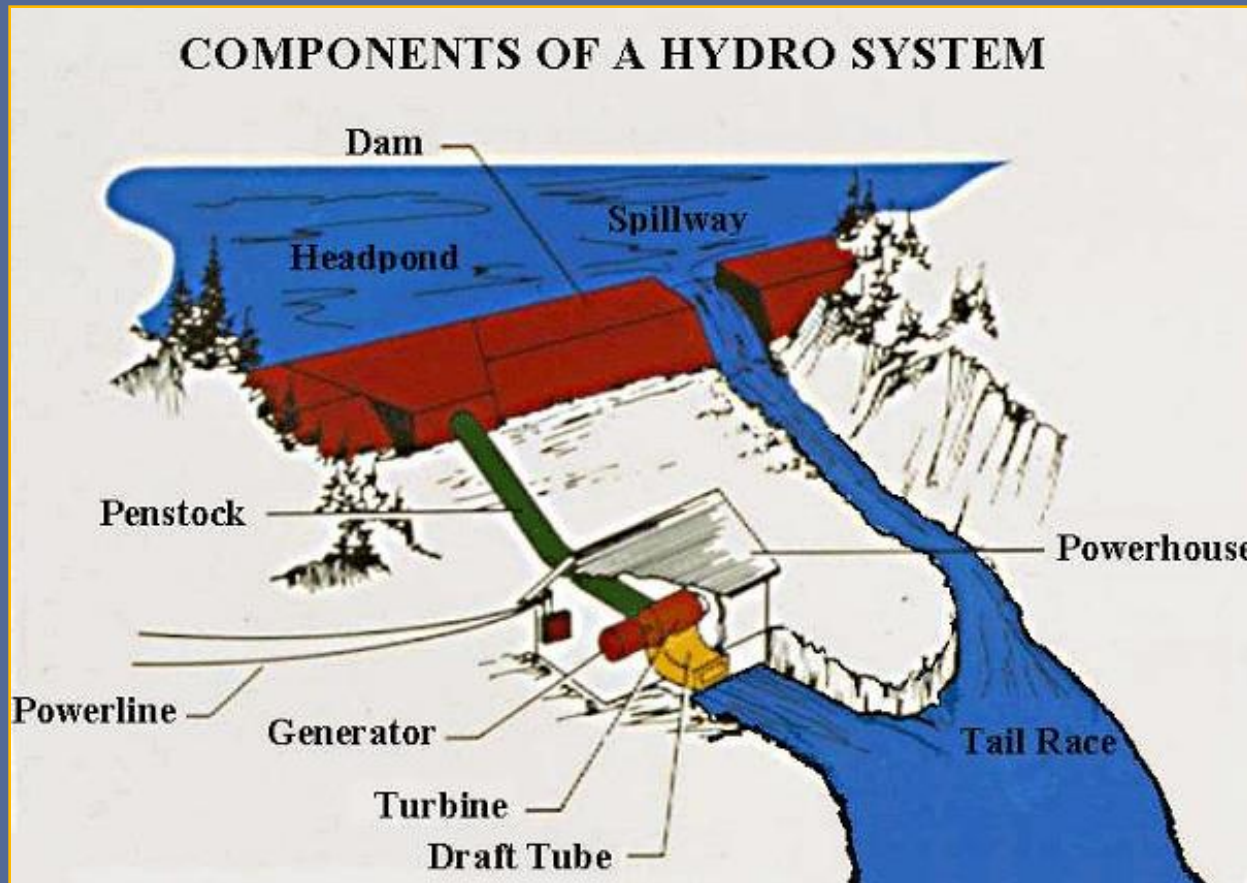 COMPONENTS OF A HYDRO SYSTEM
Dam
Spillway
Headpond
Penstock
Powerhouse
Powerline
Generator
Tail Race
Turbine
Draft Tube